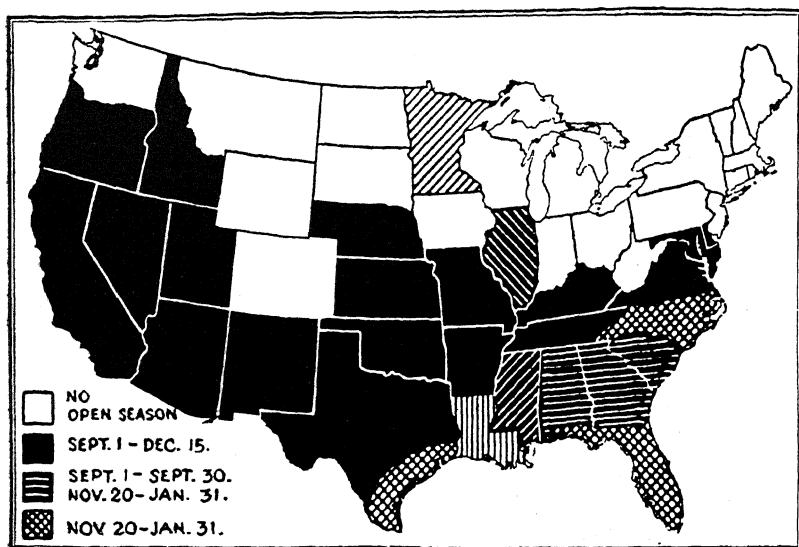 NO
OPEN SEASON
SEPT. 1 – DEC. 15.
SEPT. 1 – SEPT. 30.
NOV. 20 – JAN. 31.
NOV. 20 – JAN. 31.